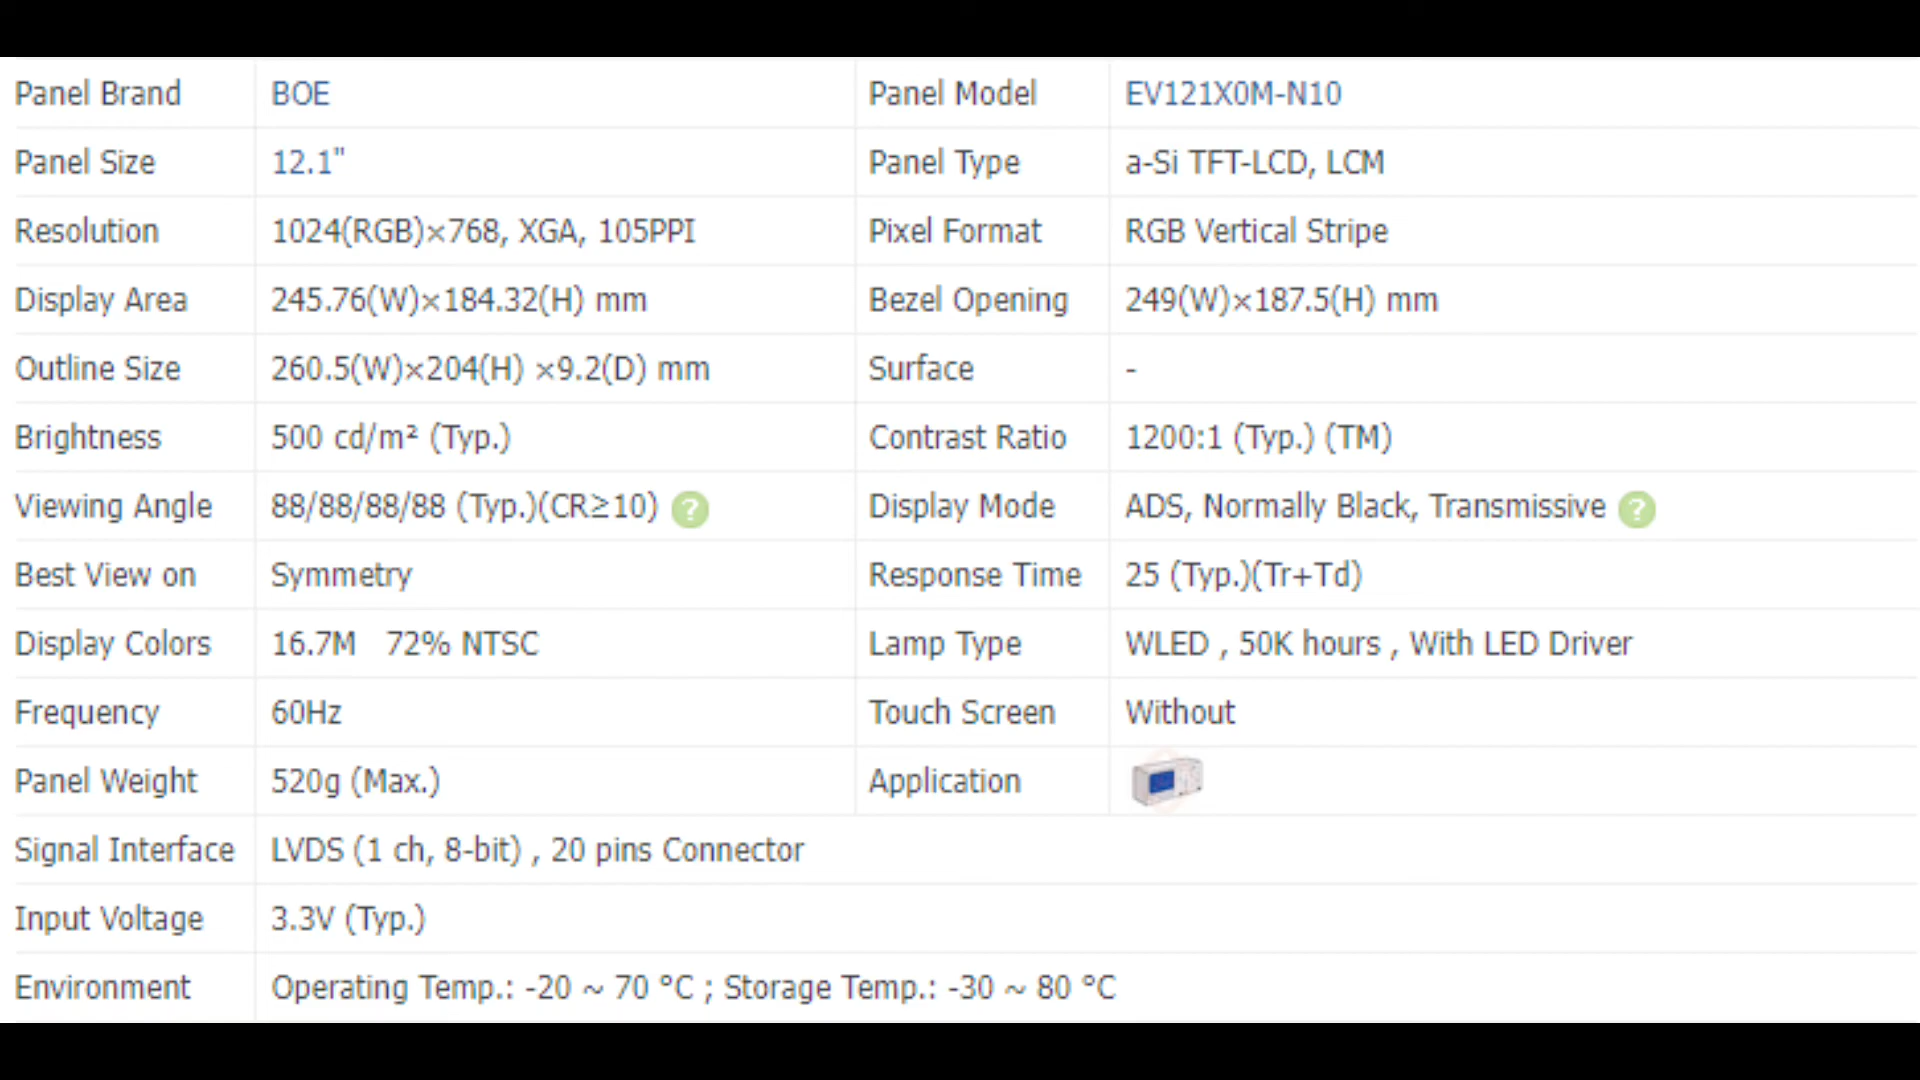 Panel Brand BOE Panel Model EV121X0M-N10
Panel Size 12.1" Panel Type a-Si TFT-LCD, LCM
Resolution 1024(RGB)×768, XGA, 105PPI Pixel Format RGB Vertical Stripe
Display Area 245.76(W)×184.32(H) mm Bezel Opening 249(W)×187.5(H) mm
Outline Size 260.5(W)×204(H) ×9.2(D) mm Surface -
Brightness 500 cd/m² (Typ.) Contrast Ratio 1200:1 (Typ.) (TM)
Viewing Angle 88/88/88/88 (Typ.)(CR≥10) ? Display Mode ADS, Normally Black, Transmissive ?
Best View on Symmetry Response Time 25 (Typ.)(Tr+Td)
Display Colors 16.7M 72% NTSC Lamp Type WLED , 50K hours , With LED Driver
Frequency 60Hz Touch Screen Without
Panel Weight 520g (Max.) Application
Signal Interface LVDS (1 ch, 8-bit) , 20 pins Connector
Input Voltage 3.3V (Typ.)
Environment Operating Temp.: -20 ~ 70 °C ; Storage Temp.: -30 ~ 80 °C